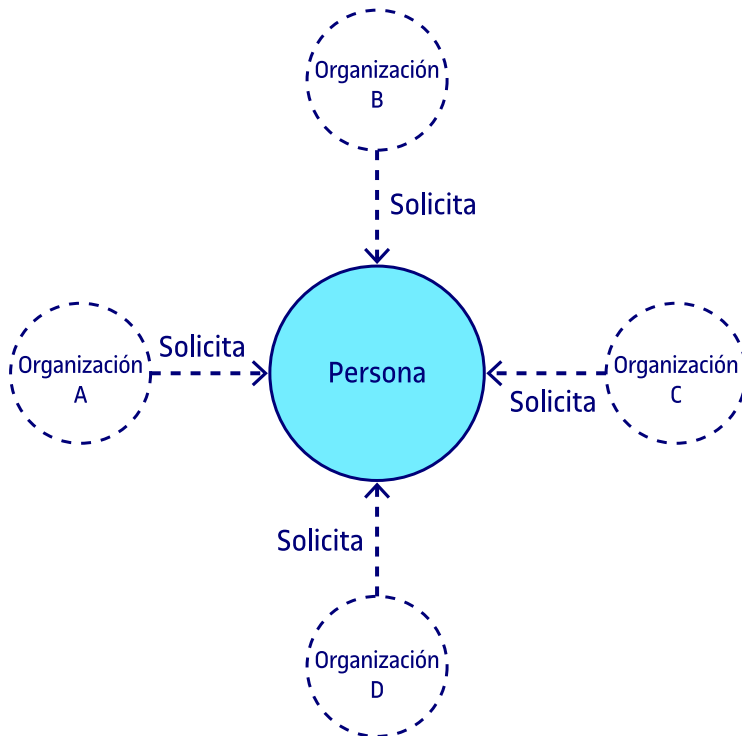 Organización
B
Solicita
Solicita
Organización
A
Persona
Organización
C
Solicita
Solicita
Organización
D